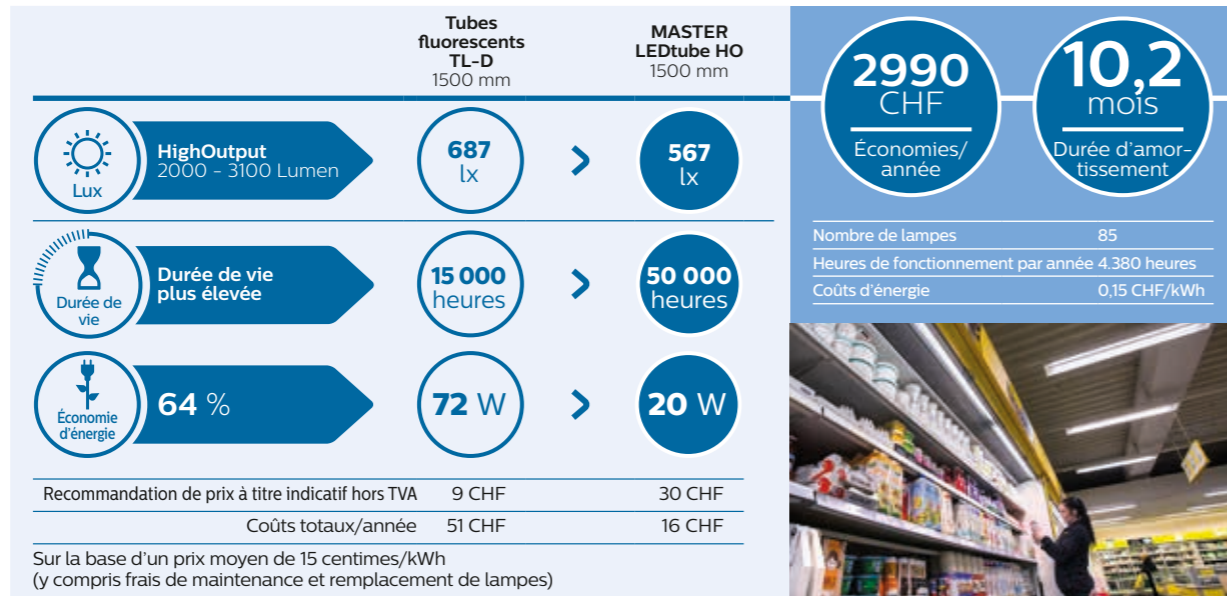 Tubes
fluorescents
TL-D
1500 mm
MASTER
LEDtube HO
1500 mm
Lux
HighOutput
2000 - 3100 Lumen
687
lx
>
567
lx
Durée de
vie
Durée de vie
plus élevée
15 000
heures
>
50 000
heures
Économie
d'énergie
64 %
72 W
>
20 W
Recommandation de prix à titre indicatif hors TVA 9 CHF 30 CHF
Coûts totaux/année 51 CHF 16 CHF
Sur la base d'un prix moyen de 15 centimes/kWh
(y compris frais de maintenance et remplacement de lampes)
2990
CHF
Économies/
année
10,2
mois
Durée d'amor-
tissement
Nombre de lampes 85
Heures de fonctionnement par année 4.380 heures
Coûts d'énergie 0,15 CHF/kWh